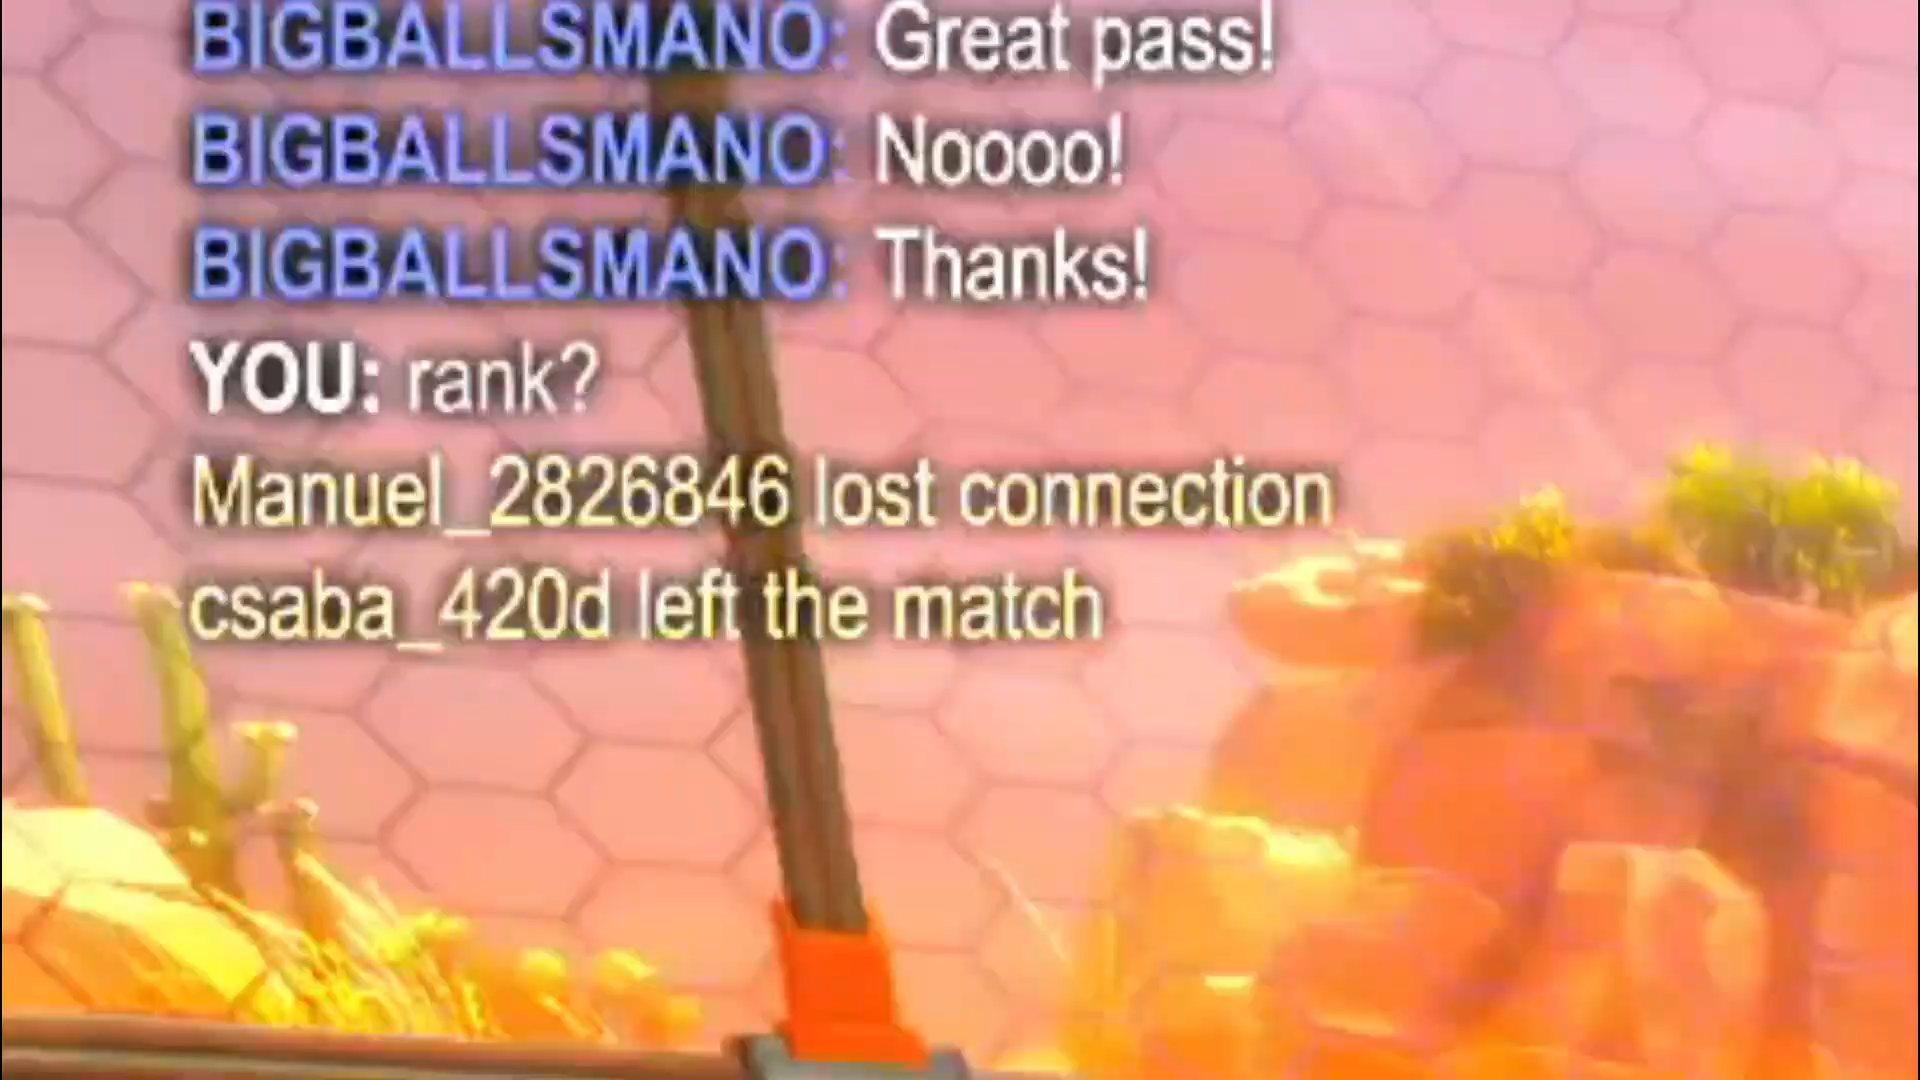 BIGBALLSMANO: Great pass!
BIGBALLSMANO: Noooo!
BIGBALLSMANO: Thanks!
YOU: rank?
Manuel_2826846 lost connection
csaba_420d left the match